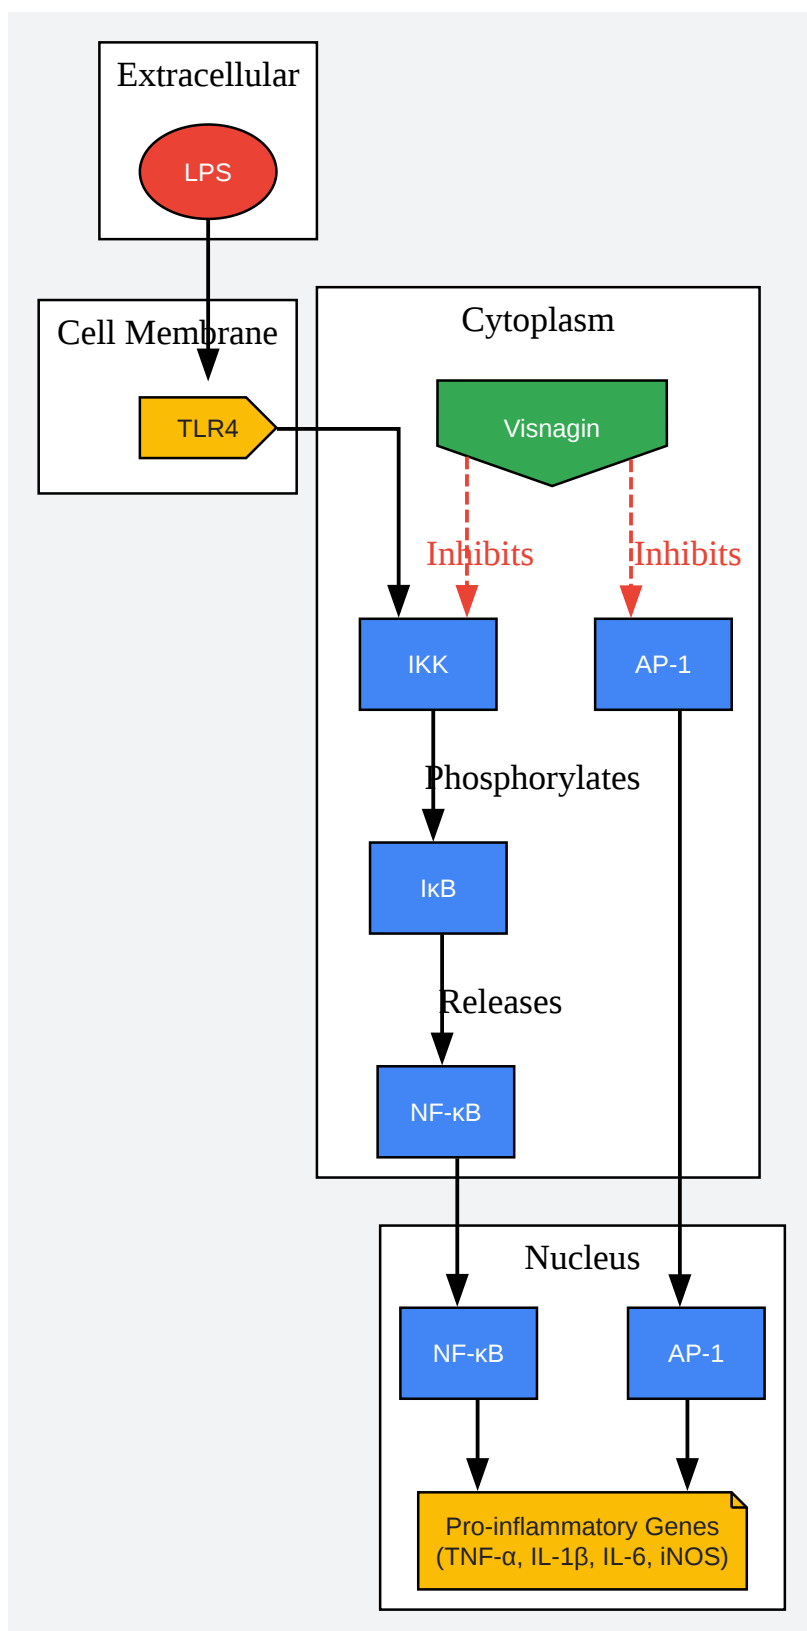 Extracellular
LPS
Cell Membrane
TLR4
Cytoplasm
Visnagin
Inhibits
Inhibits
IKK
AP-1
Phosphorylates
IκB
Releases
NF-κB
Nucleus
NF-κB
AP-1
Pro-inflammatory Genes
(TNF-α, IL-1β, IL-6, iNOS)